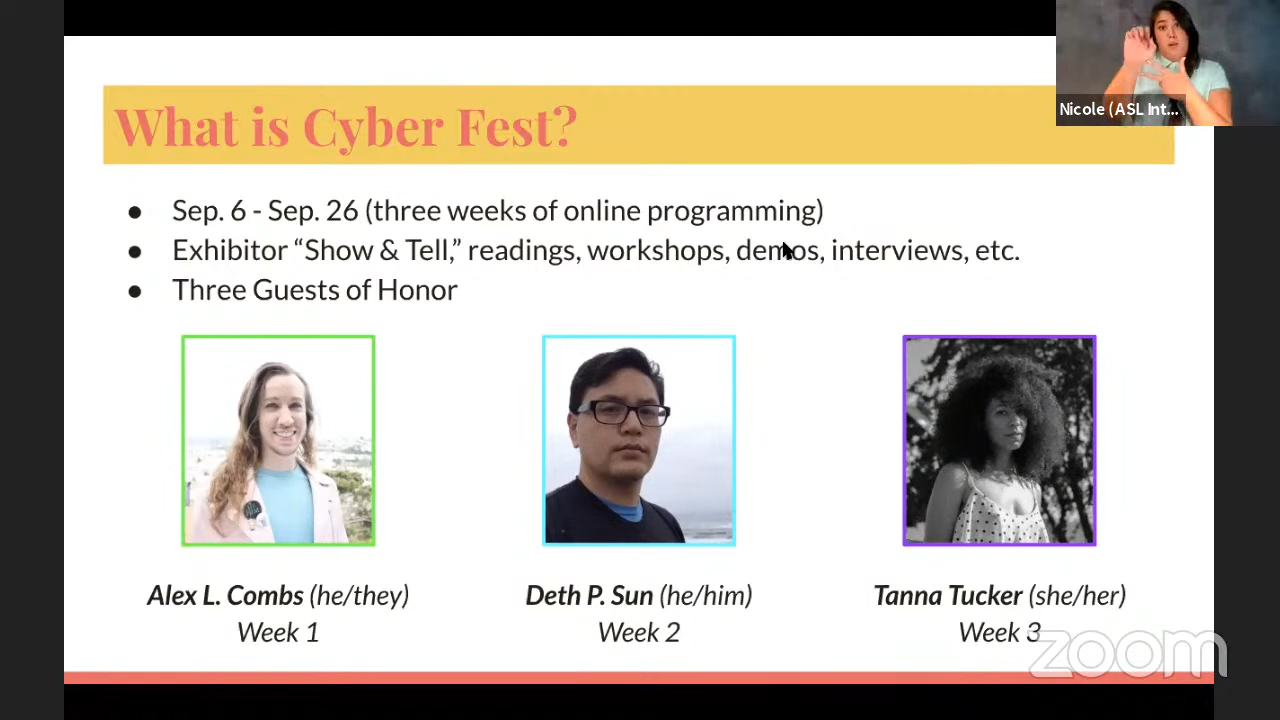 Nicole (ASL Int...
What is Cyber Fest?
● Sep. 6 - Sep. 26 (three weeks of online programming)
● Exhibitor “Show & Tell,” readings, workshops, demos, interviews, etc.
● Three Guests of Honor
Alex L. Combs (he/they)
Week 1
Deth P. Sun (he/him)
Week 2
Tanna Tucker (she/her)
Week 3
zoom